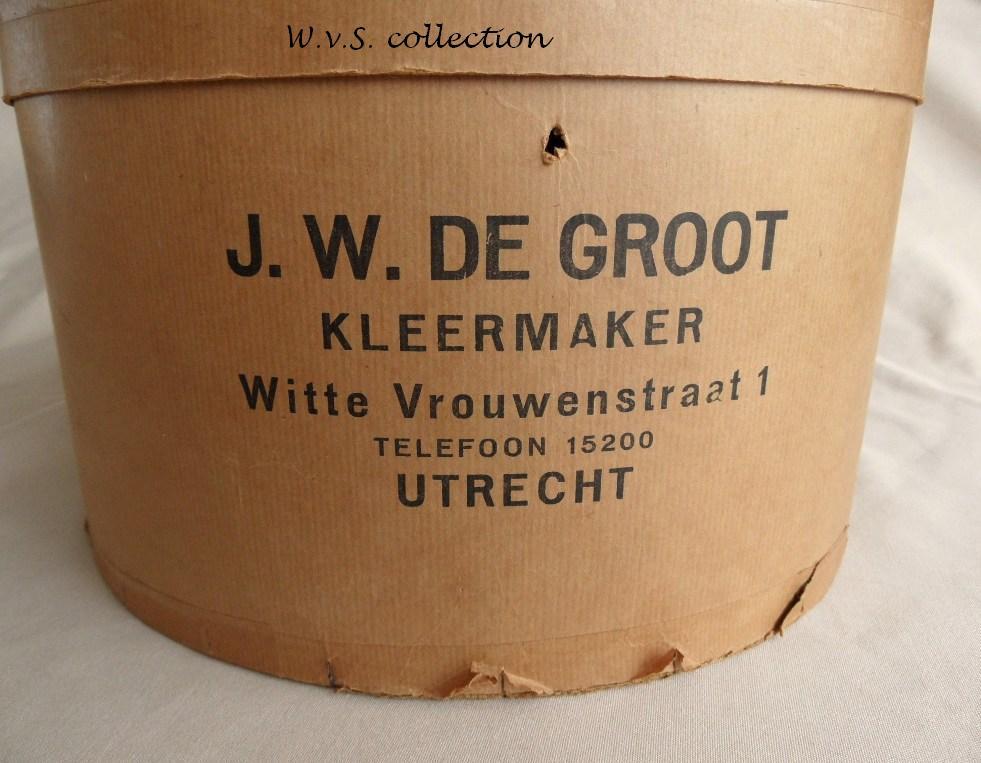 W.v.S. collection
J. W. DE GROOT
KLEERMAKER
Witte Vrouwenstraat 1
TELEFOON 15200
UTRECHT